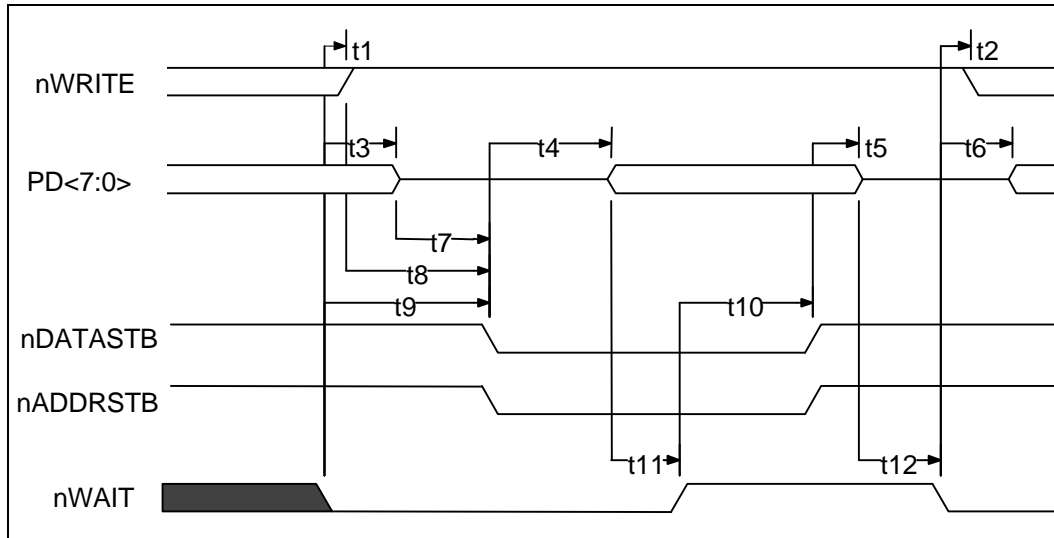 t1
t2
nWRITE
t3
t4
t5
t6
PD<7:0>
t7
t8
t9
t10
nDATASTB
nADDRSTB
t11
t12
nWAIT